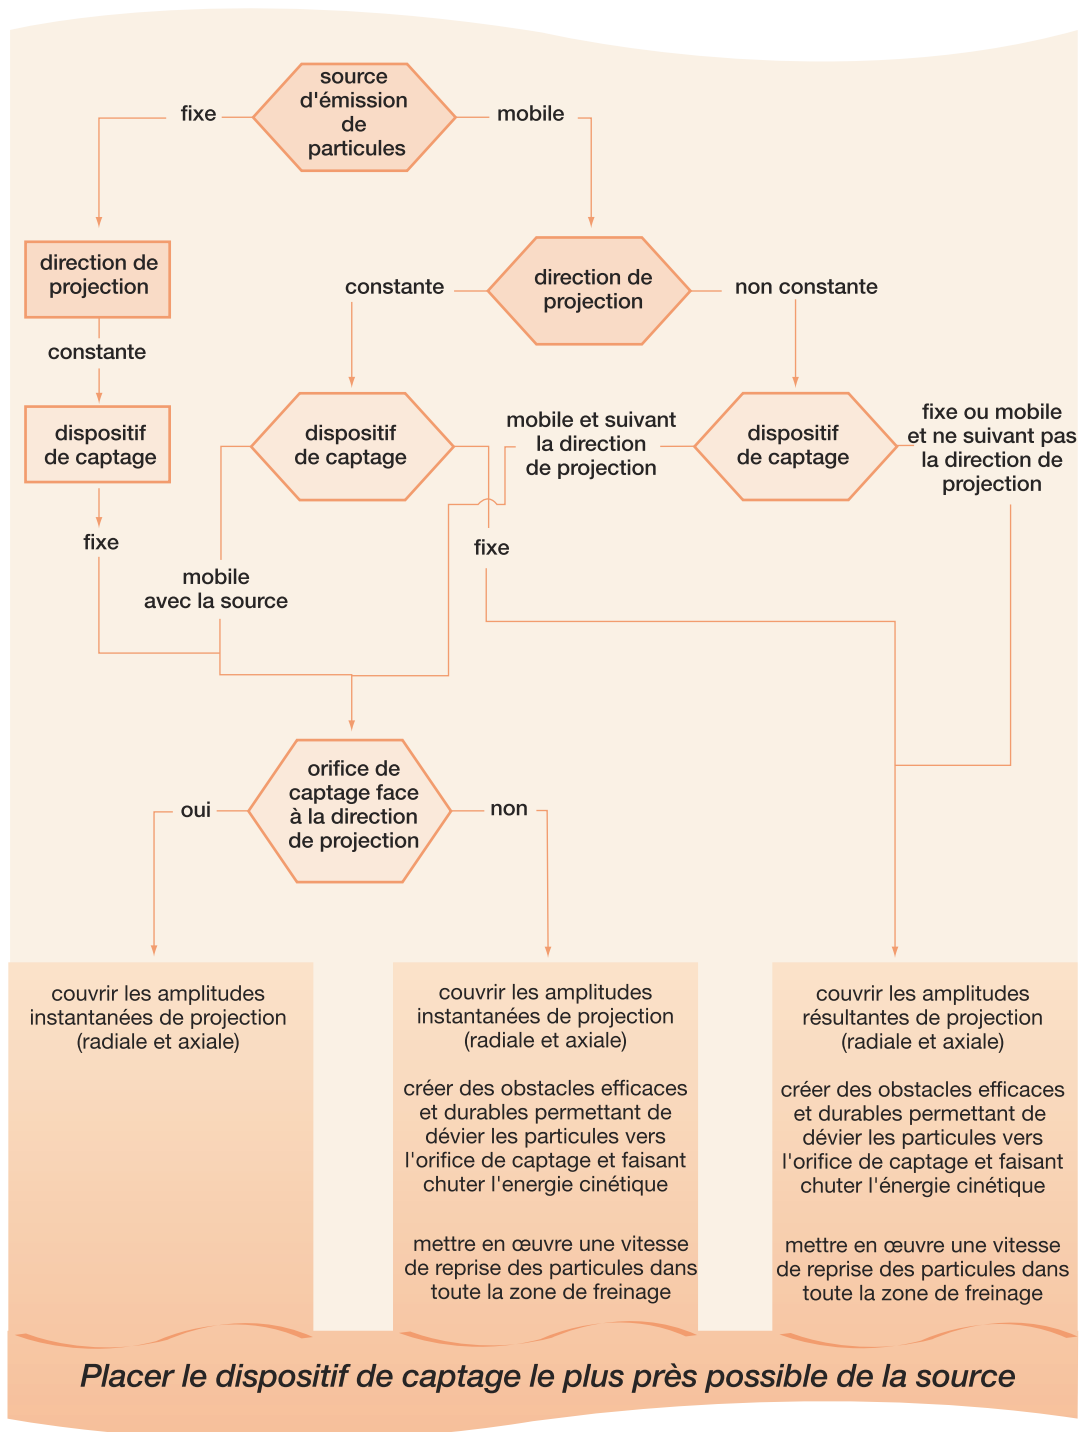 source
d'émission
de
particules
fixe
mobile
direction de
projection
constante
direction de
projection
non constante
constante
dispositif
de captage
dispositif
de captage
mobile et suivant
la direction
de projection
dispositif
de captage
fixe ou mobile
et ne suivant pas
la direction de
projection
fixe
mobile
avec la source
fixe
orifice de
captage face
à la direction
de projection
oui
non
couvrir les amplitudes
instantanées de projection
(radiale et axiale)
couvrir les amplitudes
instantanées de projection
(radiale et axiale)
créer des obstacles efficaces
et durables permettant de
dévier les particules vers
l'orifice de captage et faisant
chuter l'energie cinétique
mettre en œuvre une vitesse
de reprise des particules dans
toute la zone de freinage
couvrir les amplitudes
résultantes de projection
(radiale et axiale)
créer des obstacles efficaces
et durables permettant de
dévier les particules vers
l'orifice de captage et faisant
chuter l'énergie cinétique
mettre en œuvre une vitesse
de reprise des particules dans
toute la zone de freinage
Placer le dispositif de captage le plus près possible de la source